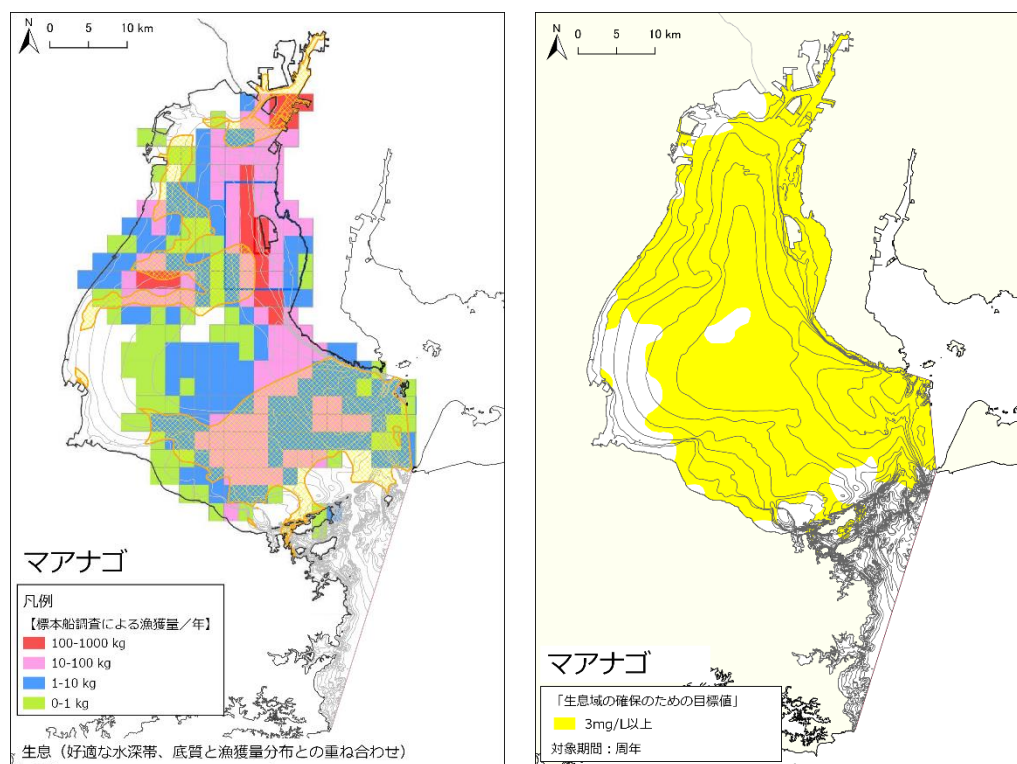 N
0 5 10 km
マアナゴ
凡例
【標本船調査による漁獲量／年】
100-1000 kg
10-100 kg
1-10 kg
0-1 kg
生息（好適な水深帯、底質と漁獲量分布との重ね合わせ）
N
0 5 10 km
マアナゴ
「生息域の確保のための目標値」
3mg/L以上
対象期間：周年